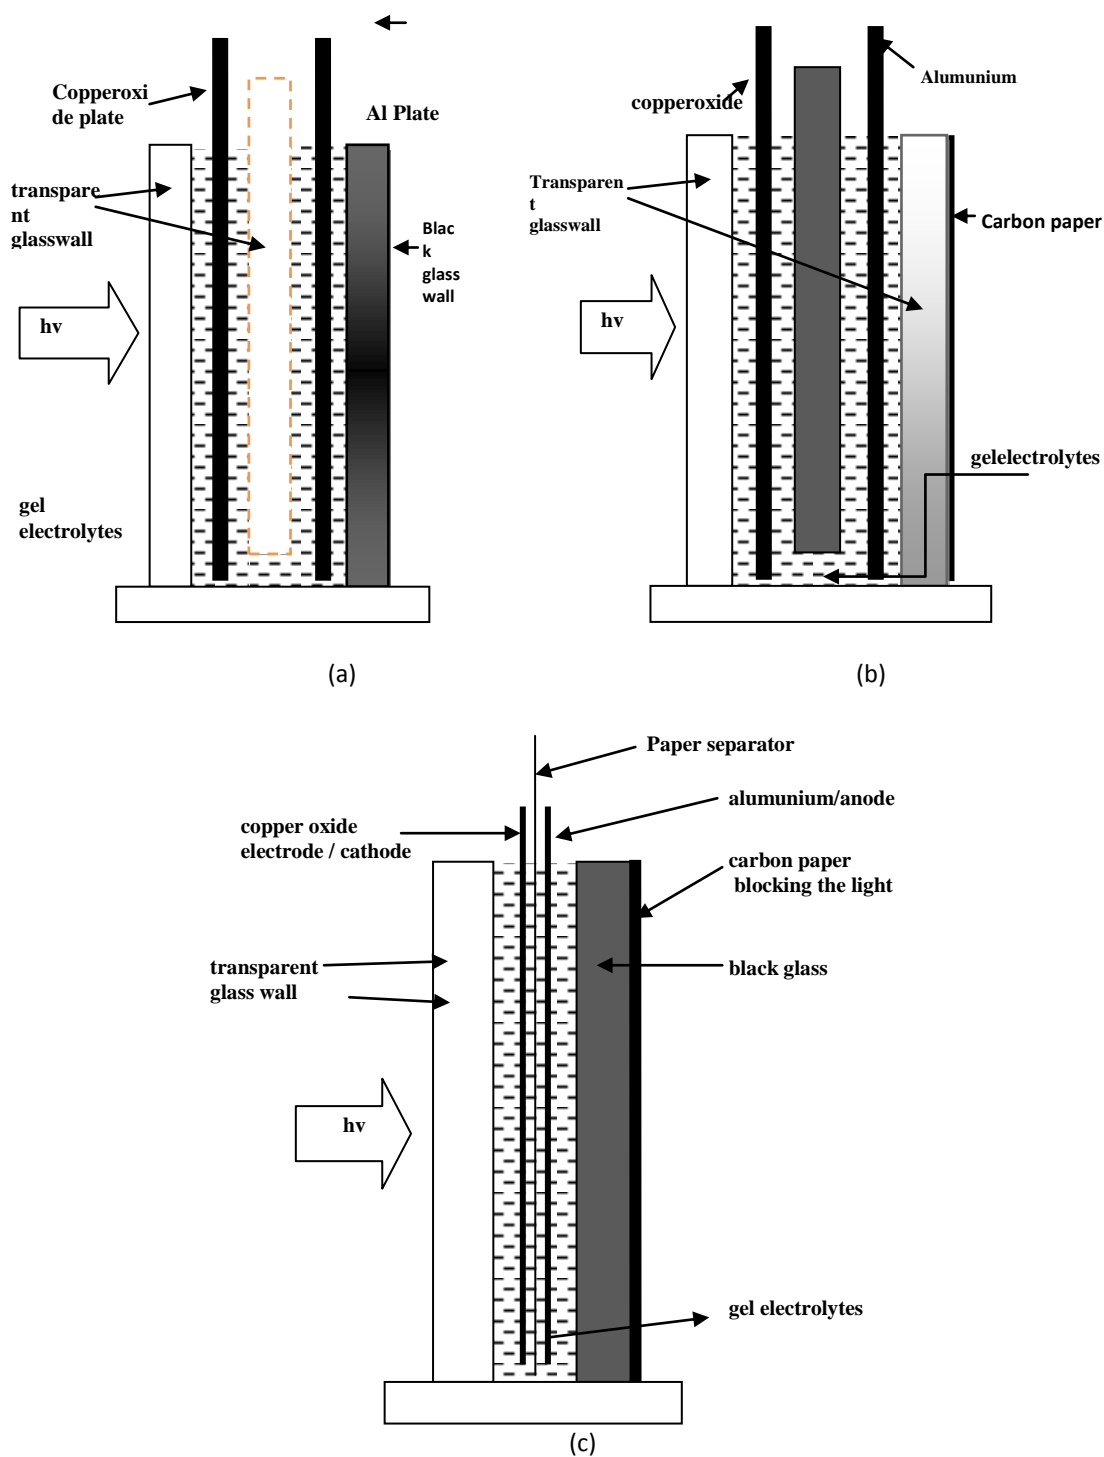 Copperoxi
de plate
Al Plate
transpare
nt
glasswall
Blac
k
glass
wall
hv
gel
electrolytes
(a)
Alumunium
copperoxide
Transparen
t
glasswall
Carbon paper
hv
gelelectrolytes
(b)
Paper separator
alumunium/anode
copper oxide
electrode / cathode
carbon paper
blocking the light
transparent
glass wall
black glass
hv
gel electrolytes
(c)